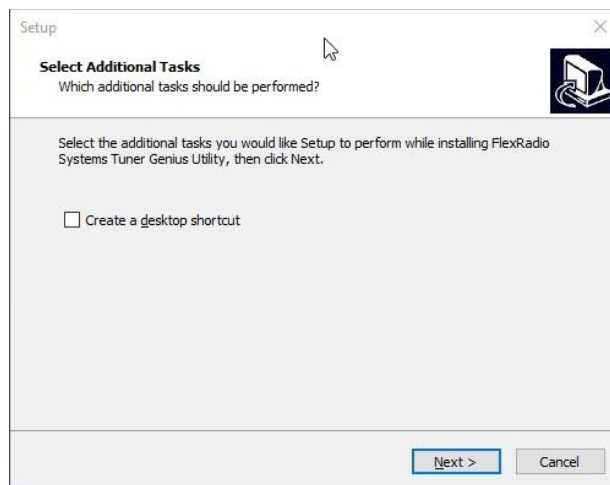 Setup
Select Additional Tasks
Which additional tasks should be performed?
Select the additional tasks you would like Setup to perform while installing FlexRadio
Systems Tuner Genius Utility, then click Next.
Create a desktop shortcut
Next >
Cancel